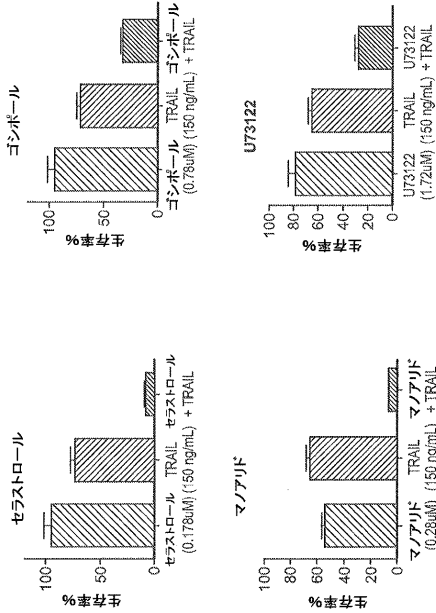 セラストロール
生存率%
100
50
0
セラストロール TRAIL セラストロール
(0.178uM) (150 ng/mL) + TRAIL
ゴシポール
生存率%
100
50
0
ゴシポール TRAIL ゴシポール
(0.78uM) (150 ng/mL) + TRAIL
マノアリド
生存率%
100
80
60
40
20
0
マノアリド TRAIL マノアリド
(0.28uM) (150 ng/mL) + TRAIL
U73122
生存率%
100
80
60
40
20
0
U73122 TRAIL U73122
(1.72uM) (150 ng/mL) + TRAIL